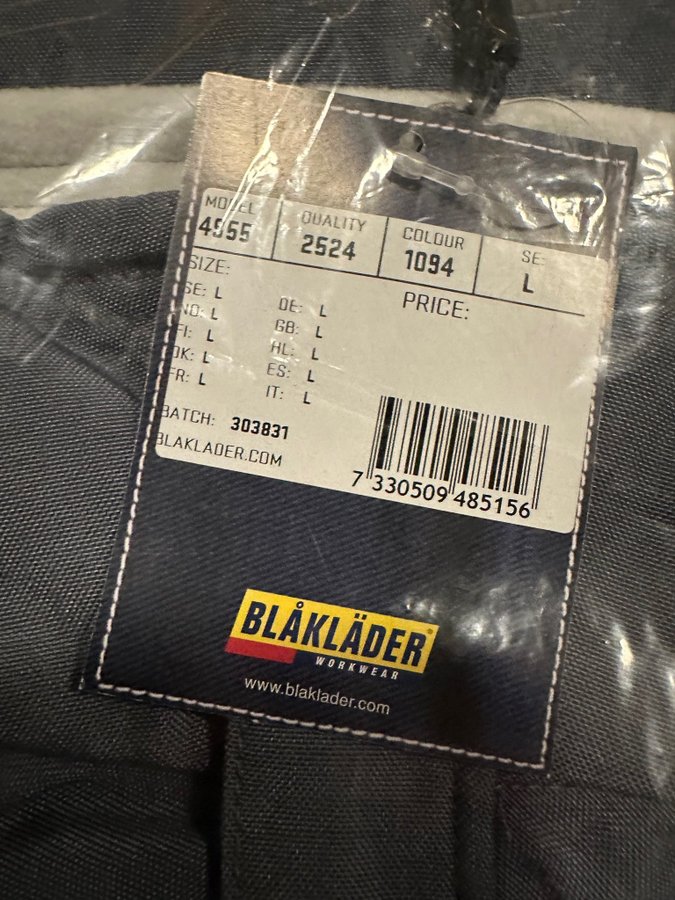 MODEL QUALITY COLOUR SE:
4955 2524 1094 L
SIZE: PRICE:
SE: L DE: L
NO: L GB: L
FI: L NL: L
DK: L ES: L
FR: L IT: L
BATCH: 303831
BLAKLADER.COM
7 330509 485156
BLÅKLÄDER®
WORKWEAR
www.blaklader.com